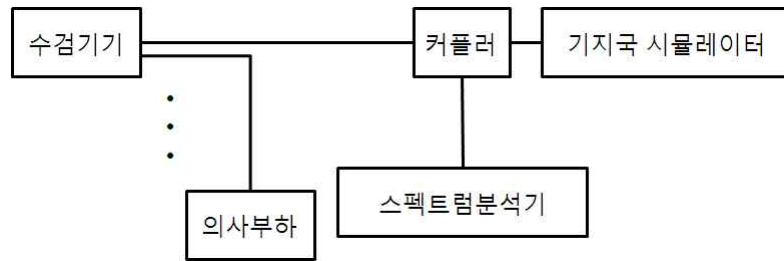 수검기기
커플러
기지국 시뮬레이터
의사부하
스펙트럼분석기